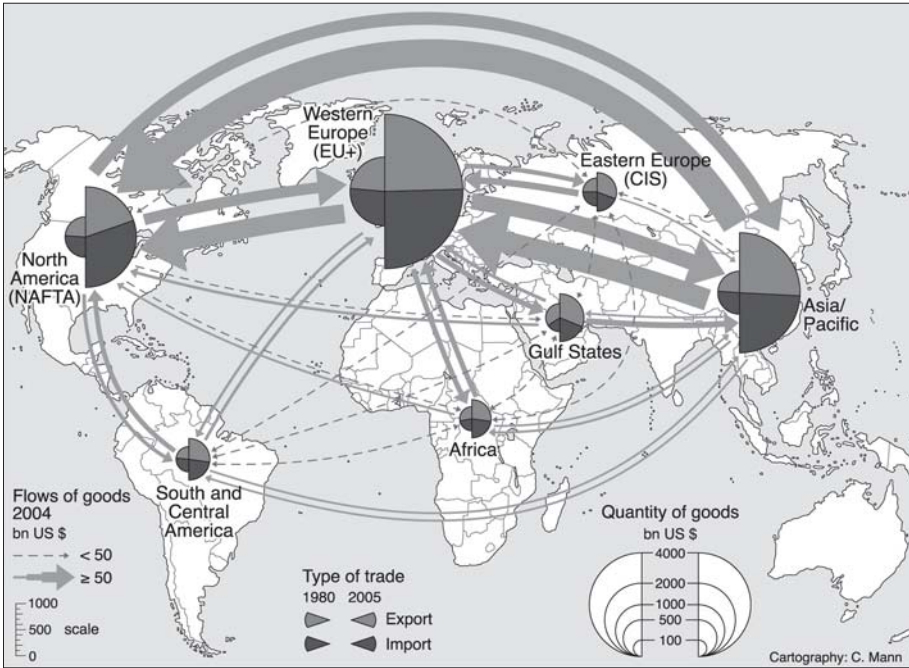 Western
Europe
(EU+)
Eastern Europe
(CIS)
North
America
(NAFTA)
Asia/
Pacific
Gulf States
Africa
South and
Central
America
Flows of goods
2004
bn US $
< 50
≥ 50
1000
500 scale
0
Type of trade
1980 2005
Export
Import
Quantity of goods
bn US $
4000
2000
1000
500
100
Cartography: C. Mann